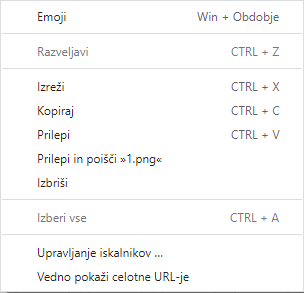 Emoji Win + Obdobje
Razveljavi CTRL + Z
Izreži CTRL + X
Kopiraj CTRL + C
Prilepi CTRL + V
Prilepi in poišči »1.png«
Izbriši
Izberi vse CTRL + A
Upravljanje iskalnikov ...
Vedno pokaži celotne URL-je